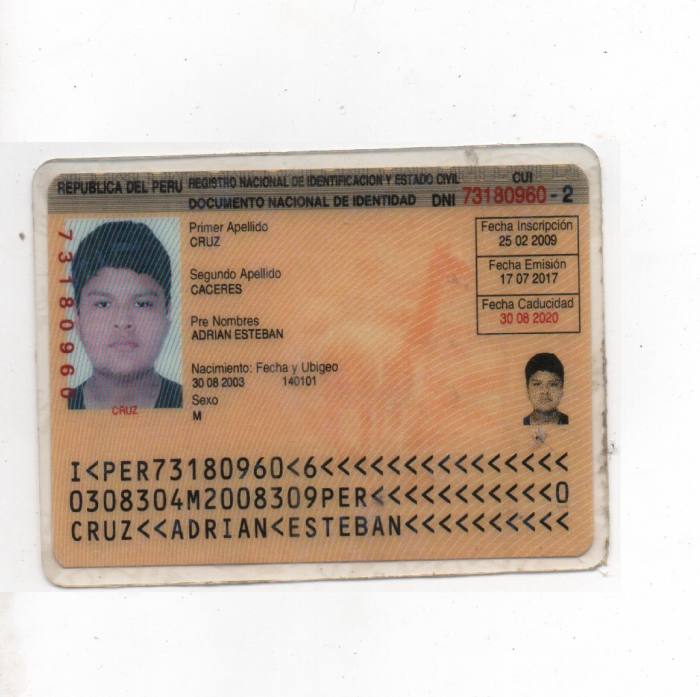 REPUBLICA DEL PERU REGISTRO NACIONAL DE IDENTIFICACION Y ESTADO CIVIL CUI
DOCUMENTO NACIONAL DE IDENTIDAD DNI 73180960 - 2
73180960
Primer Apellido
CRUZ
Segundo Apellido
CACERES
Pre Nombres
ADRIAN ESTEBAN
Nacimiento: Fecha y Ubigeo
30 08 2003 140101
Sexo
M
Fecha Inscripción
25 02 2009
Fecha Emisión
17 07 2017
Fecha Caducidad
30 08 2020
CRUZ
I<PER73180960<6<<<<<<<<<<<<<<<
0308304M2008309PER<<<<<<<<<<<0
CRUZ<<ADRIAN<ESTEBAN<<<<<<<<<<